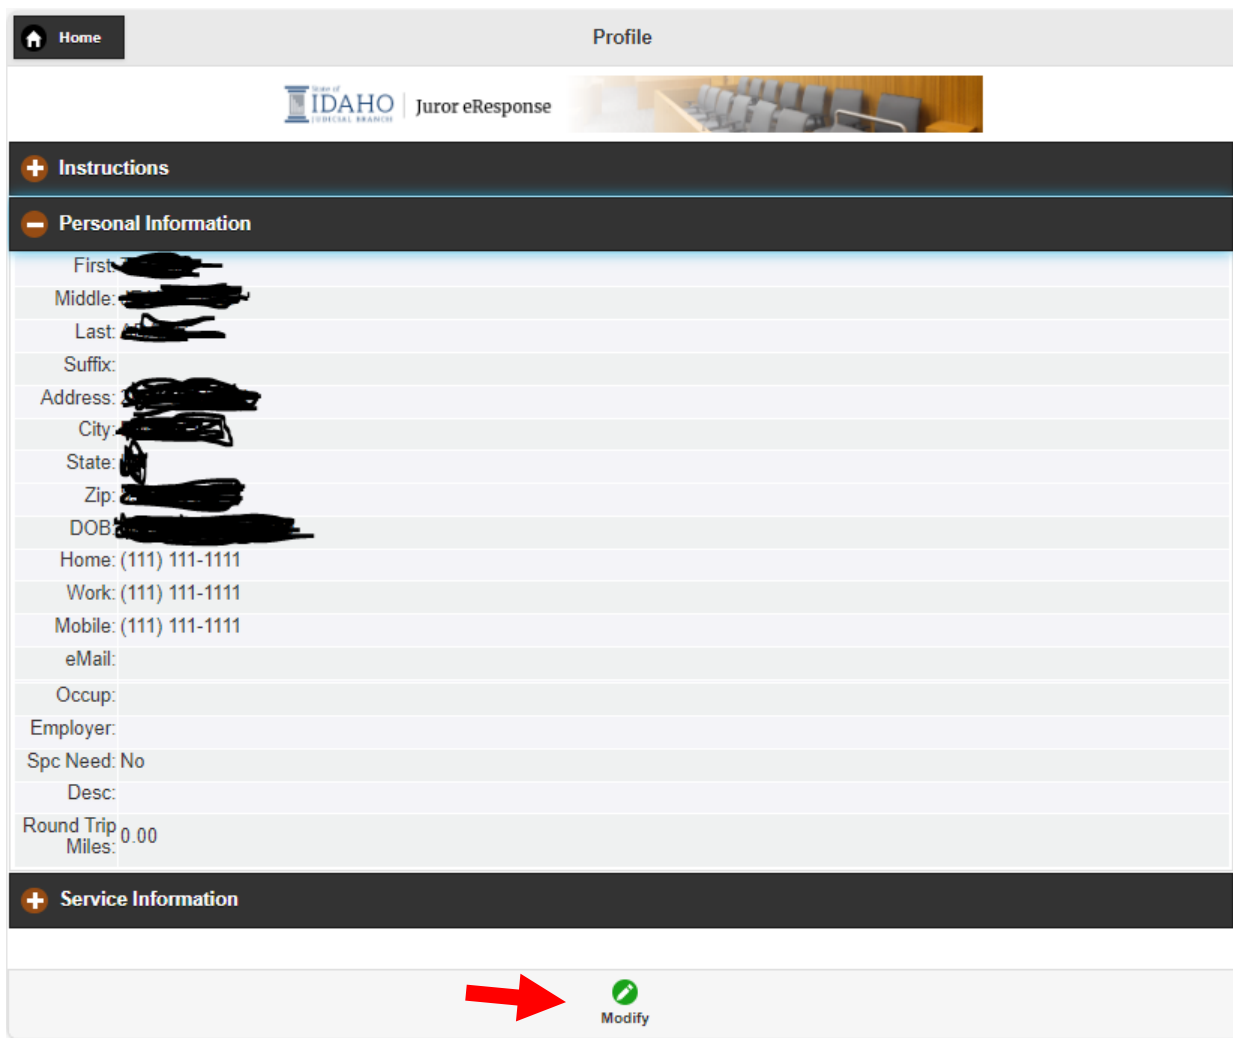 Home
Profile
State of
IDAHO
JUDICIAL BRANCH
Juror eResponse
Instructions
Personal Information
First:
Middle:
Last:
Suffix:
Address:
City:
State:
Zip:
DOB:
Home: (111) 111-1111
Work: (111) 111-1111
Mobile: (111) 111-1111
eMail:
Occup:
Employer:
Spc Need: No
Desc:
Round Trip
Miles: 0.00
Service Information
Modify